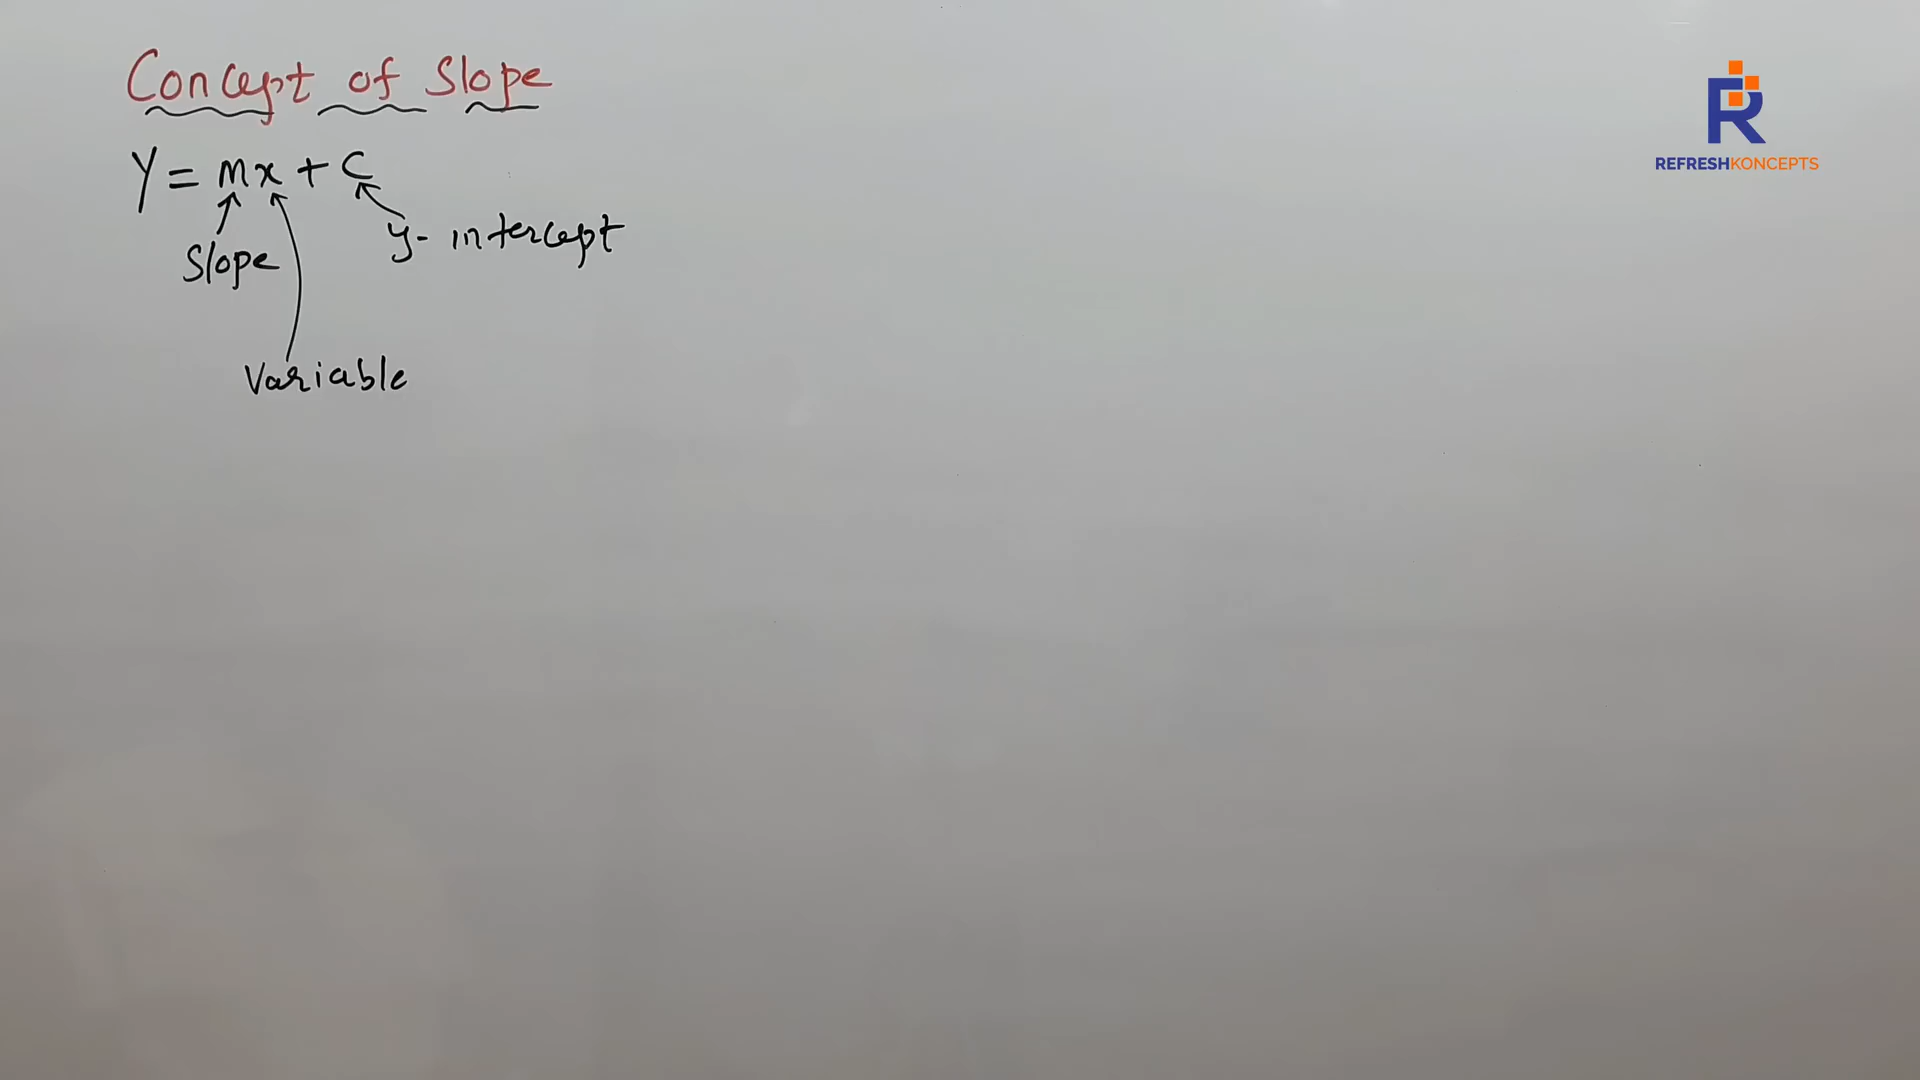 Concept of Slope
REFRESHKONCEPTS
Y = mx + C
Slope
y- intercept
Variable